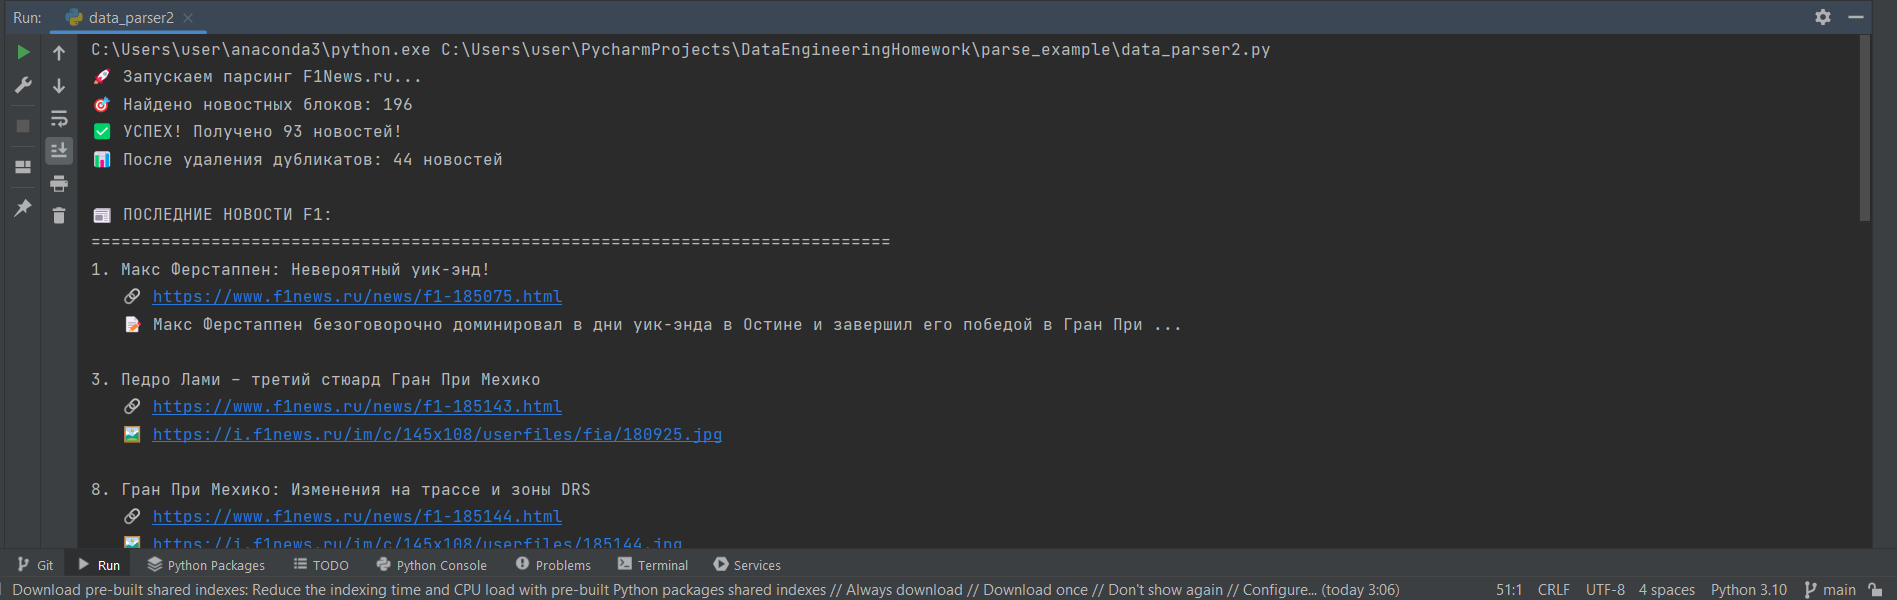 Run: data_parser2
C:\Users\user\anaconda3\python.exe C:\Users\user\PycharmProjects\DataEngineeringHomework\parse_example\data_parser2.py
🚀 Запускаем парсинг F1News.ru...
🎯 Найдено новостных блоков: 196
✅ УСПЕХ! Получено 93 новостей!
📊 После удаления дубликатов: 44 новостей
📰 ПОСЛЕДНИЕ НОВОСТИ F1:
================================================================================
1. Макс Ферстаппен: Невероятный уик-энд!
🔗 https://www.f1news.ru/news/f1-185075.html
📝 Макс Ферстаппен безоговорочно доминировал в дни уик-энда в Остине и завершил его победой в Гран При ...
3. Педро Лами – третий стюард Гран При Мехико
🔗 https://www.f1news.ru/news/f1-185143.html
🖼️ https://i.f1news.ru/im/c/145x108/userfiles/fia/180925.jpg
8. Гран При Мехико: Изменения на трассе и зоны DRS
🔗 https://www.f1news.ru/news/f1-185144.html
🖼️ https://i.f1news.ru/im/c/145x108/userfiles/185144.jpg
Git Run Python Packages TODO Python Console Problems Terminal Services
Download pre-built shared indexes: Reduce the indexing time and CPU load with pre-built Python packages shared indexes // Always download // Download once // Don't show again // Configure... (today 3:06) 51:1 CRLF UTF-8 4 spaces Python 3.10 main